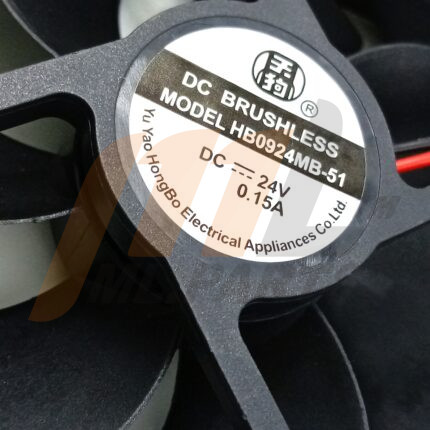 ®
DC BRUSHLESS
MODEL HB0924MB-51
DC 24V
0.15A
Yu Yao HongBo Electrical Appliances Co.Ltd.